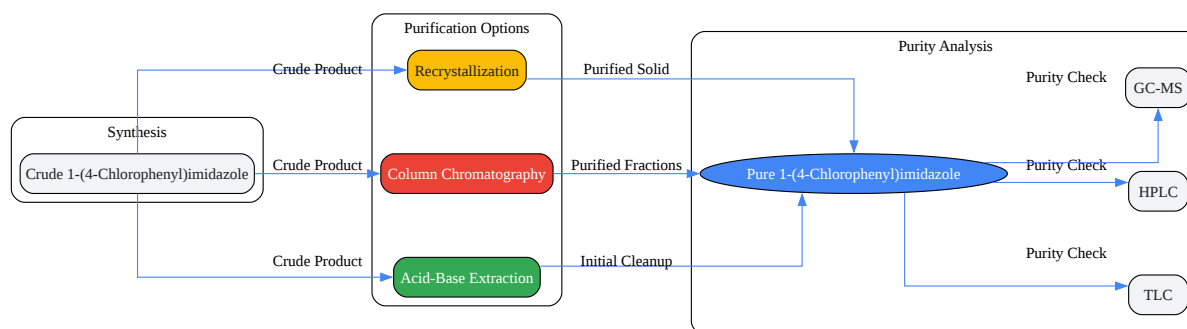 Purification Options
Purity Analysis
Crude Product
Recrystallization
Purified Solid
Purity Check
GC-MS
Synthesis
Crude 1-(4-Chlorophenyl)imidazole
Crude Product
Column Chromatography
Purified Fractions
Pure 1-(4-Chlorophenyl)imidazole
Purity Check
HPLC
Crude Product
Acid-Base Extraction
Initial Cleanup
Purity Check
TLC